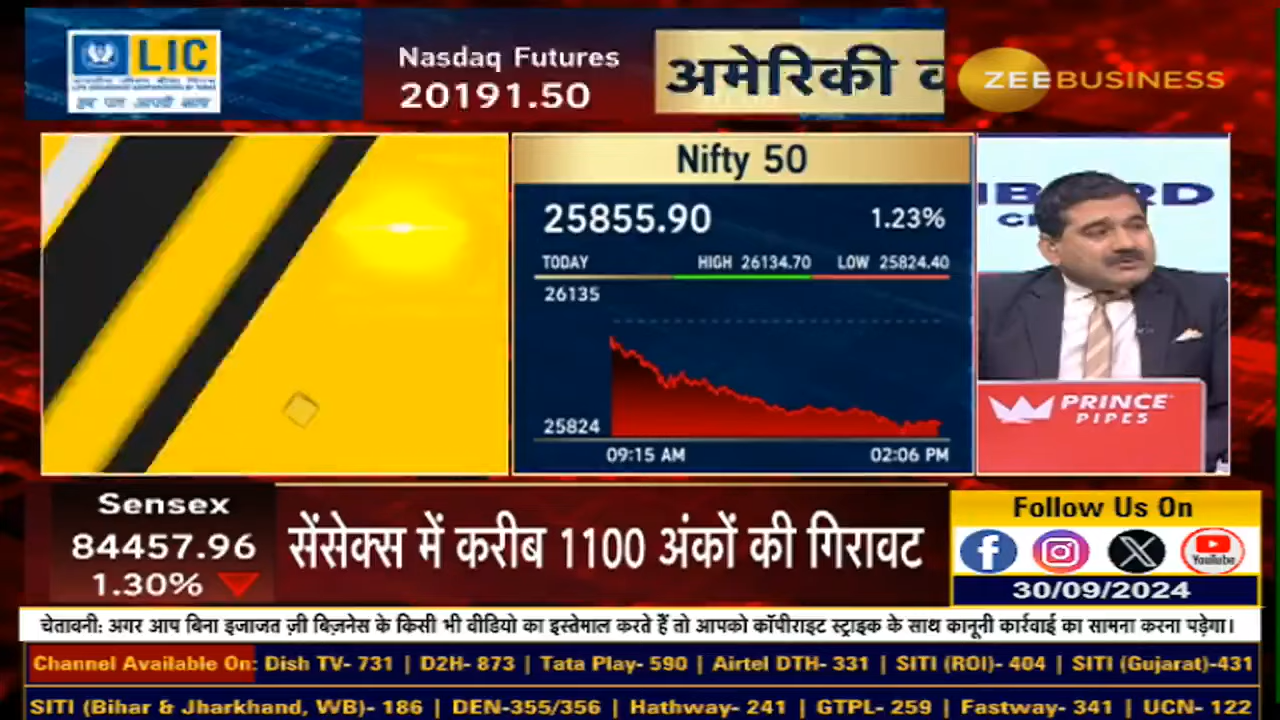 LIC
हर पल आपके साथ
Nasdaq Futures
20191.50
अमेरिकी
ZEEBUSINESS
Nifty 50
25855.90
1.23%
TODAY
HIGH 26134.70
LOW 25824.40
26135
25824
09:15 AM
02:06 PM
PRINCE
PIPES
Sensex
84457.96
1.30%
सेंसेक्स में करीब 1100 अंकों की गिरावट
Follow Us On
YouTube
30/09/2024
चेतावनी: अगर आप बिना इजाजत ज़ी बिज़नेस के किसी भी वीडियो का इस्तेमाल करते हैं तो आपको कॉपीराइट स्ट्राइक के साथ कानूनी कार्रवाई का सामना करना पड़ेगा।
Channel Available On: Dish TV- 731 | D2H- 873 | Tata Play- 590 | Airtel DTH- 331 | SITI (ROI)- 404 | SITI (Gujarat)-431
SITI (Bihar & Jharkhand, WB)- 186 | DEN-355/356 | Hathway- 241 | GTPL- 259 | Fastway- 341 | UCN- 122